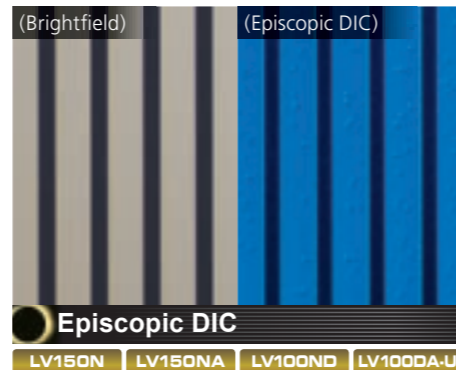 (Brightfield) (Episcopic DIC)
Episcopic DIC
LV150N LV150NA LV100ND LV100DA-U